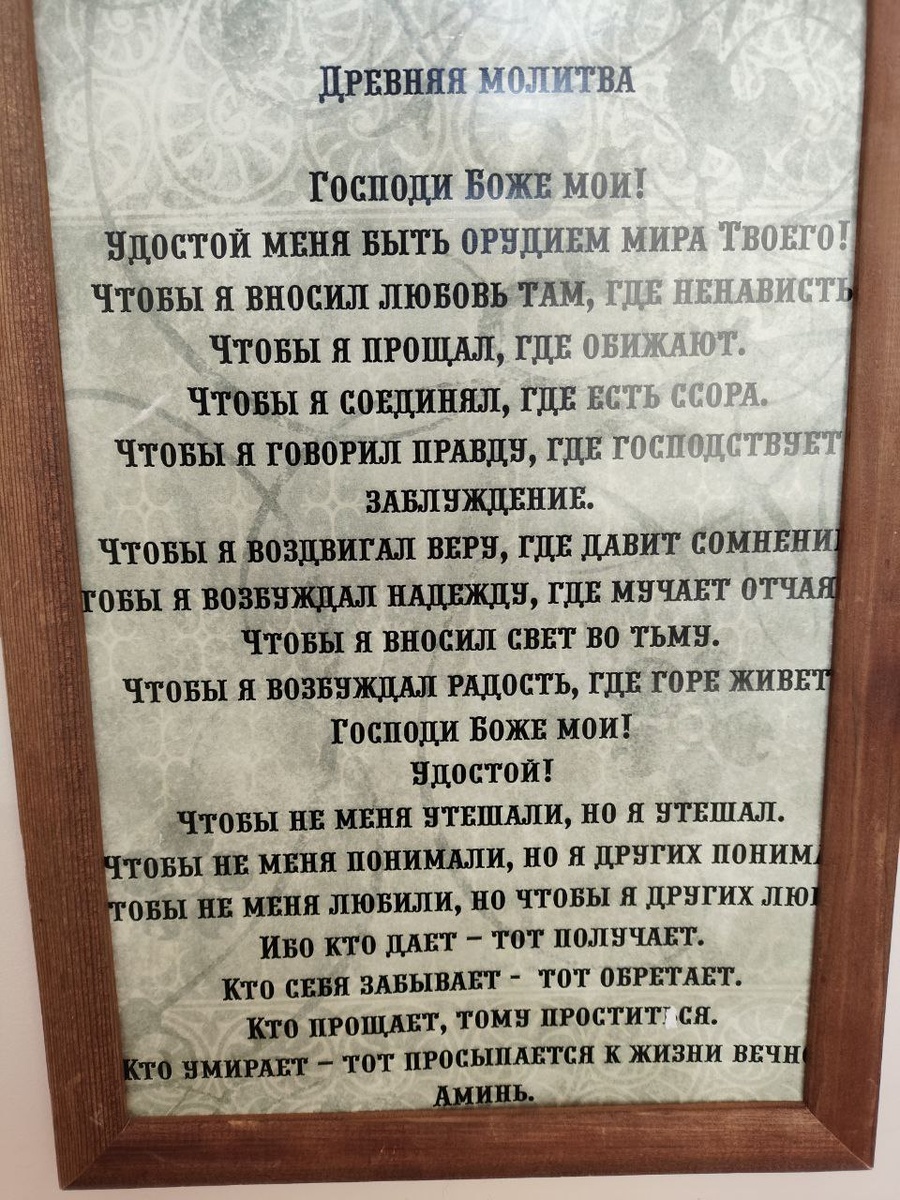 Древняя молитва
Господи Боже мои!
Удостой меня быть орудием мира Твоего!
Чтобы я вносил любовь там, где ненависть
Чтобы я прощал, где обижают.
Чтобы я соединял, где есть ссора.
Чтобы я говорил правду, где господствует
заблуждение.
Чтобы я воздвигал веру, где давит
я возбуждал надежду, где мучает
Чтобы я вносил свет во тьму.
Чтобы я возбуждал радость, где горе живет
Господи Боже мои!
Удостой!
Чтобы не меня утешали, но я утешал.
Чтобы не меня понимали, но я других
не меня любили, но чтобы я других
Ибо кто дает – тот получает.
Кто себя забывает - тот обретает.
Кто прощает, тому простится.
Кто умирает – тот просыпается к жизни
Аминь.